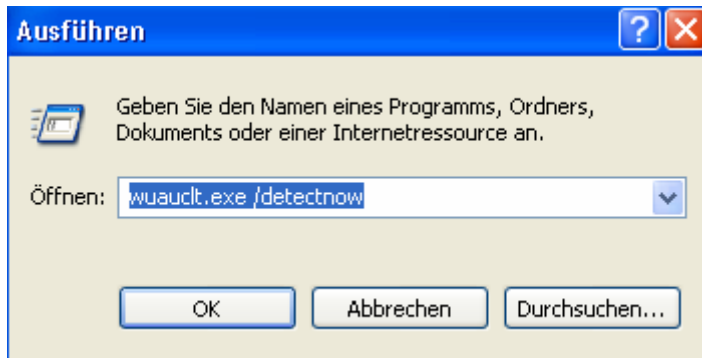 Ausführen
Geben Sie den Namen eines Programms, Ordners,
Dokuments oder einer Internetressource an.
Öffnen: wuauclt.exe /detectnow
OK Abbrechen Durchsuchen...